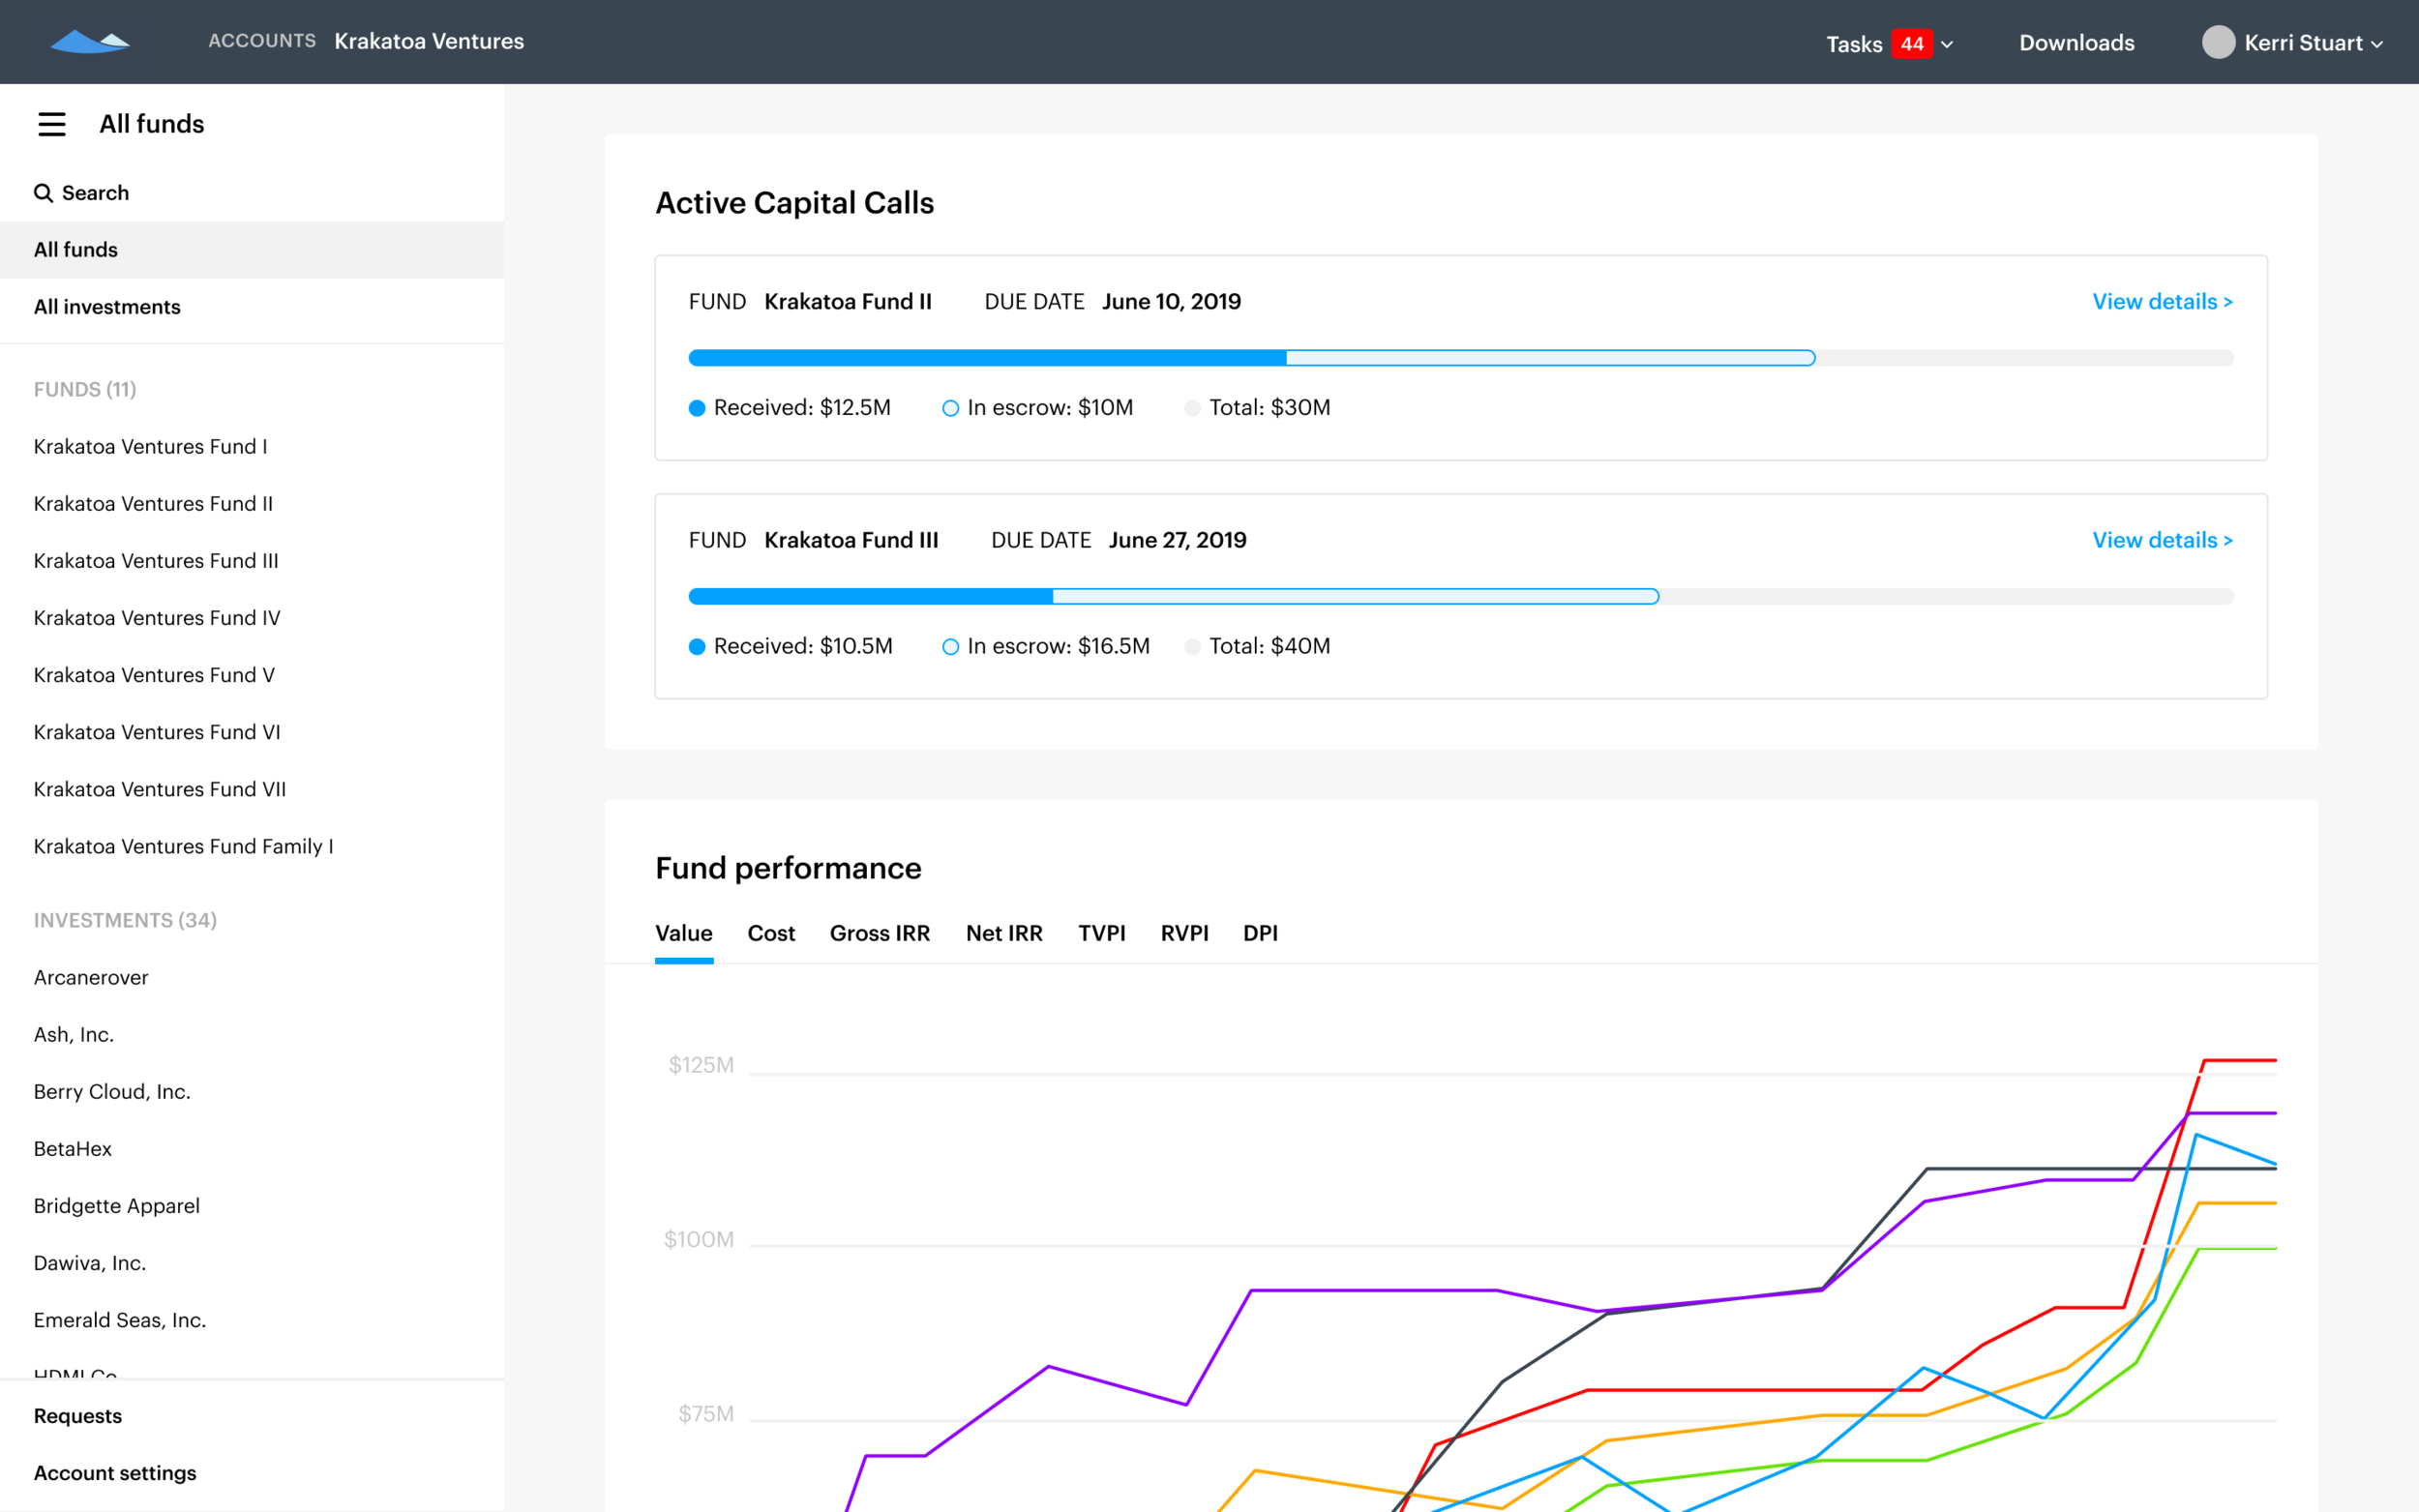 ACCOUNTS Krakatoa Ventures
Tasks 44
Downloads
Kerri Stuart
All funds
Search
All funds
All investments
FUNDS (11)
Krakatoa Ventures Fund I
Krakatoa Ventures Fund II
Krakatoa Ventures Fund III
Krakatoa Ventures Fund IV
Krakatoa Ventures Fund V
Krakatoa Ventures Fund VI
Krakatoa Ventures Fund VII
Krakatoa Ventures Fund Family I
INVESTMENTS (34)
Arcanerover
Ash, Inc.
Berry Cloud, Inc.
BetaHex
Bridgette Apparel
Dawiva, Inc.
Emerald Seas, Inc.
Requests
Account settings
Active Capital Calls
FUND Krakatoa Fund II DUE DATE June 10, 2019 View details >
Received: $12.5M In escrow: $10M Total: $30M
FUND Krakatoa Fund III DUE DATE June 27, 2019 View details >
Received: $10.5M In escrow: $16.5M Total: $40M
Fund performance
Value Cost Gross IRR Net IRR TVPI RVPI DPI
$125M
$100M
$75M